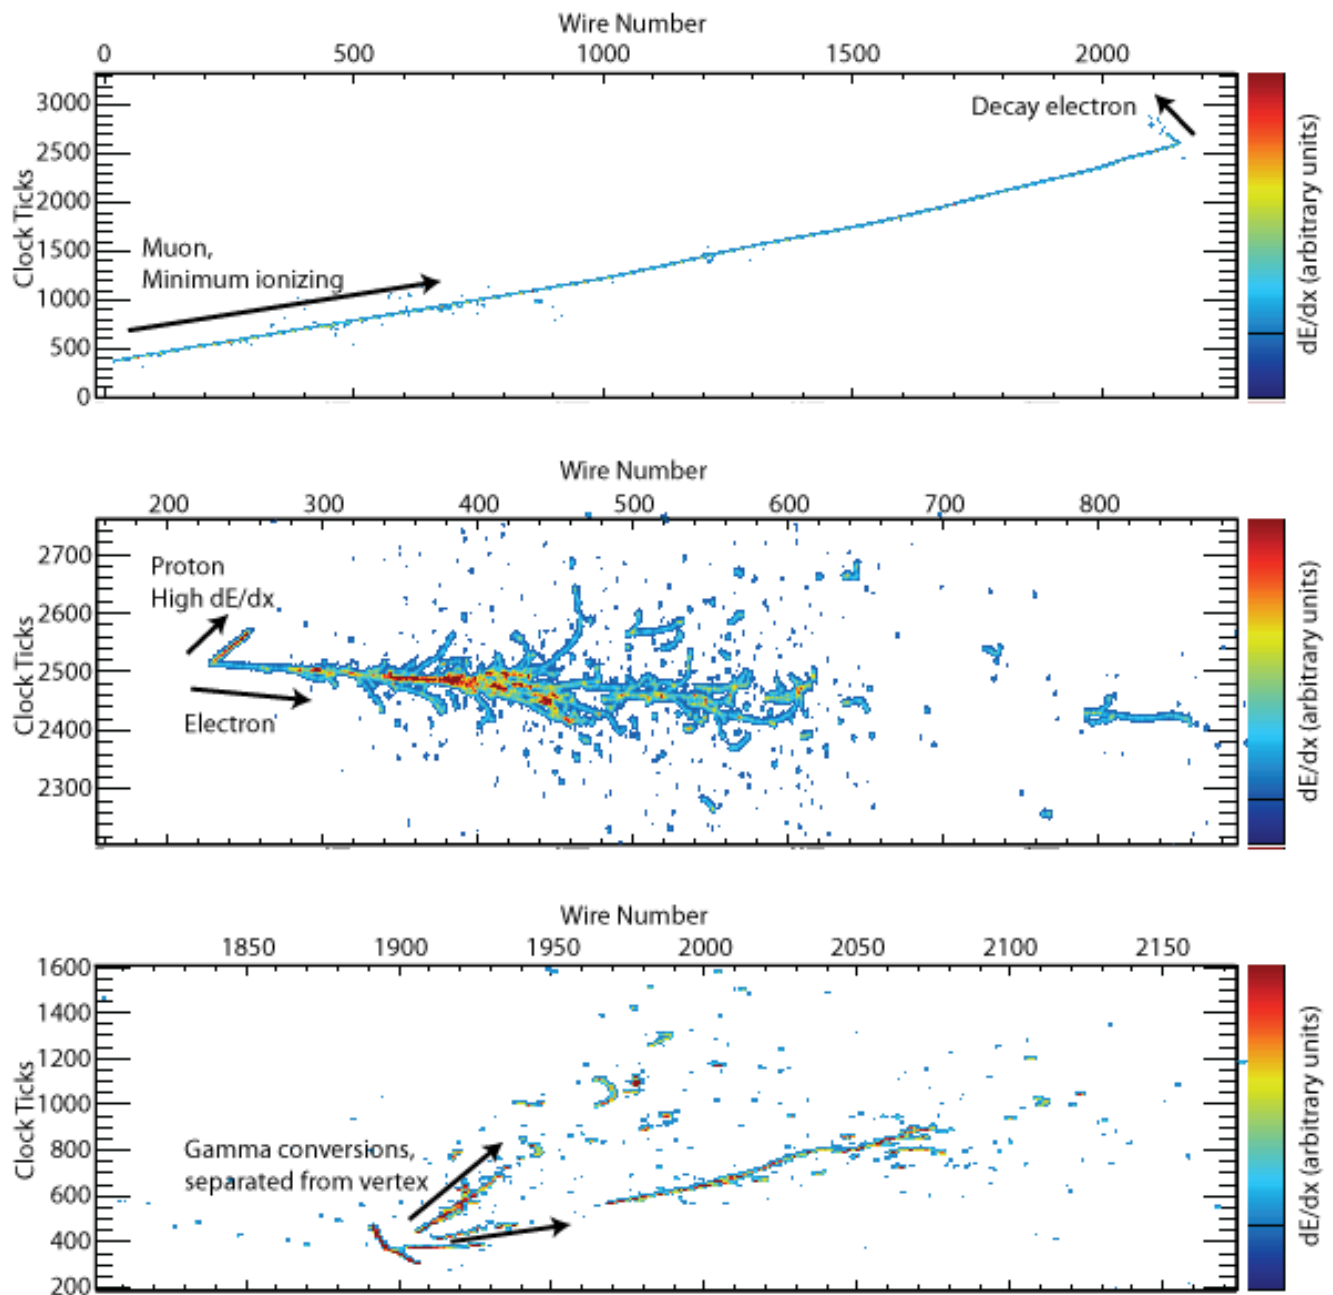 Wire Number
0 500 1000 1500 2000
3000
2500
2000
1500
1000
500
0
Clock Ticks
Decay electron
Muon,
Minimum ionizing
dE/dx (arbitrary units)
Wire Number
200 300 400 500 600 700 800
2700
2600
2500
2400
2300
Clock Ticks
Proton
High dE/dx
Electron
dE/dx (arbitrary units)
Wire Number
1850 1900 1950 2000 2050 2100 2150
1600
1400
1200
1000
800
600
400
200
Clock Ticks
Gamma conversions,
separated from vertex
dE/dx (arbitrary units)